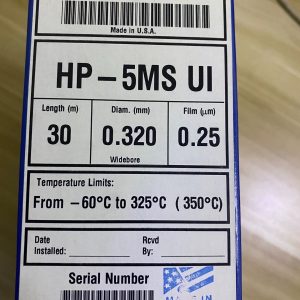 Made in U.S.A.
HP-5MS UI
Length (m) Diam. (mm) Film (μm)
30 0.320 0.25
Widebore
Temperature Limits:
From -60°C to 325°C (350°C)
Date Rcvd
Installed: By:
Serial Number